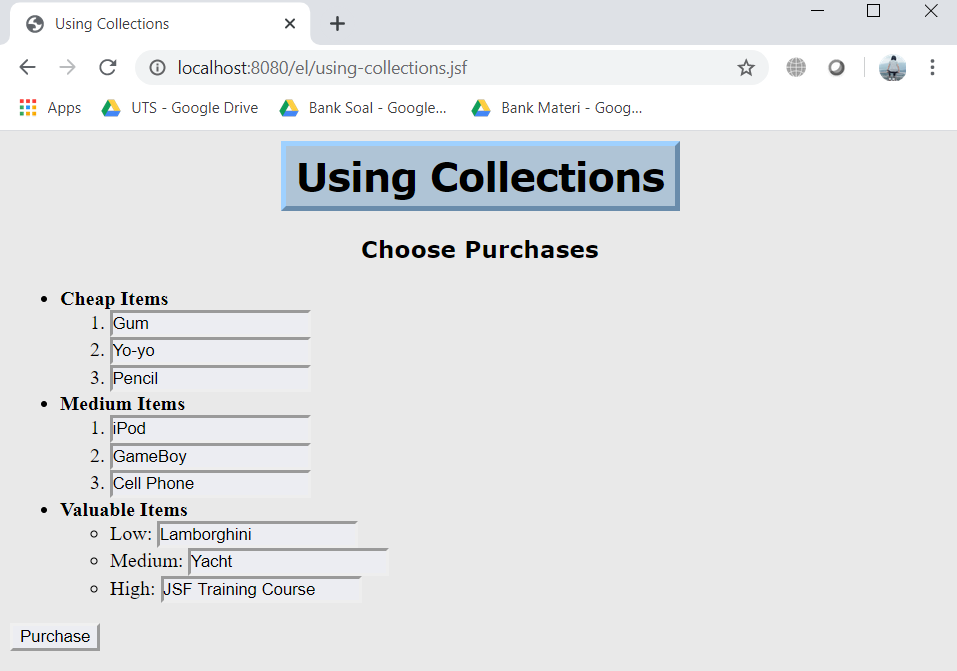 Using Collections
localhost:8080/el/using-collections.jsf
Apps UTS - Google Drive Bank Soal - Google... Bank Materi - Goog...
Using Collections
Choose Purchases
• Cheap Items
1. Gum
2. Yo-yo
3. Pencil
• Medium Items
1. iPod
2. GameBoy
3. Cell Phone
• Valuable Items
○ Low: Lamborghini
○ Medium: Yacht
○ High: JSF Training Course
Purchase